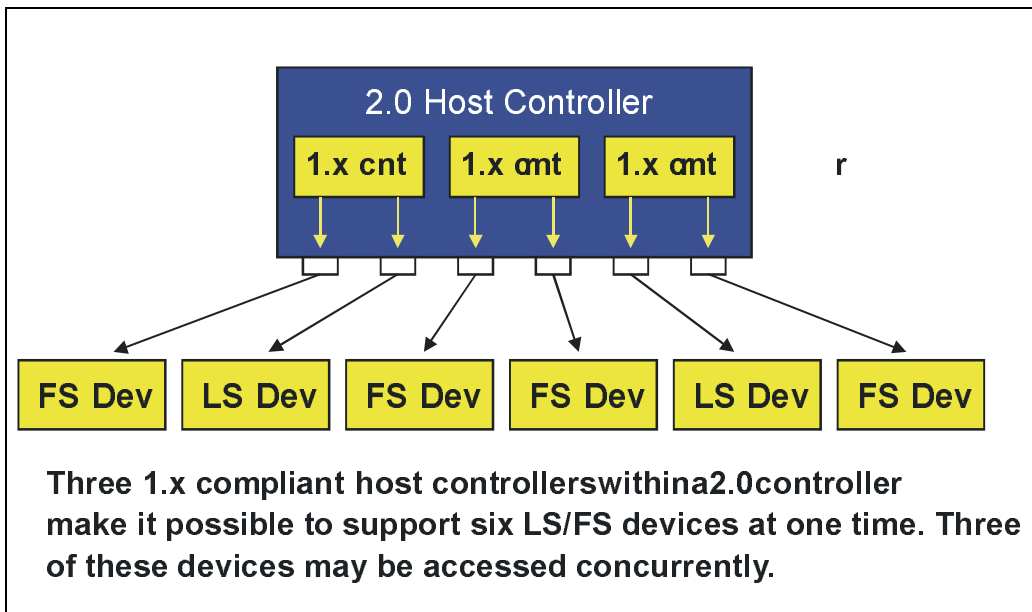 2.0 Host Controller
1.x cnt 1.x cnt 1.x cnt r
FS Dev LS Dev FS Dev FS Dev LS Dev FS Dev
Three 1.x compliant host controllerswithina2.0controller
make it possible to support six LS/FS devices at one time. Three
of these devices may be accessed concurrently.